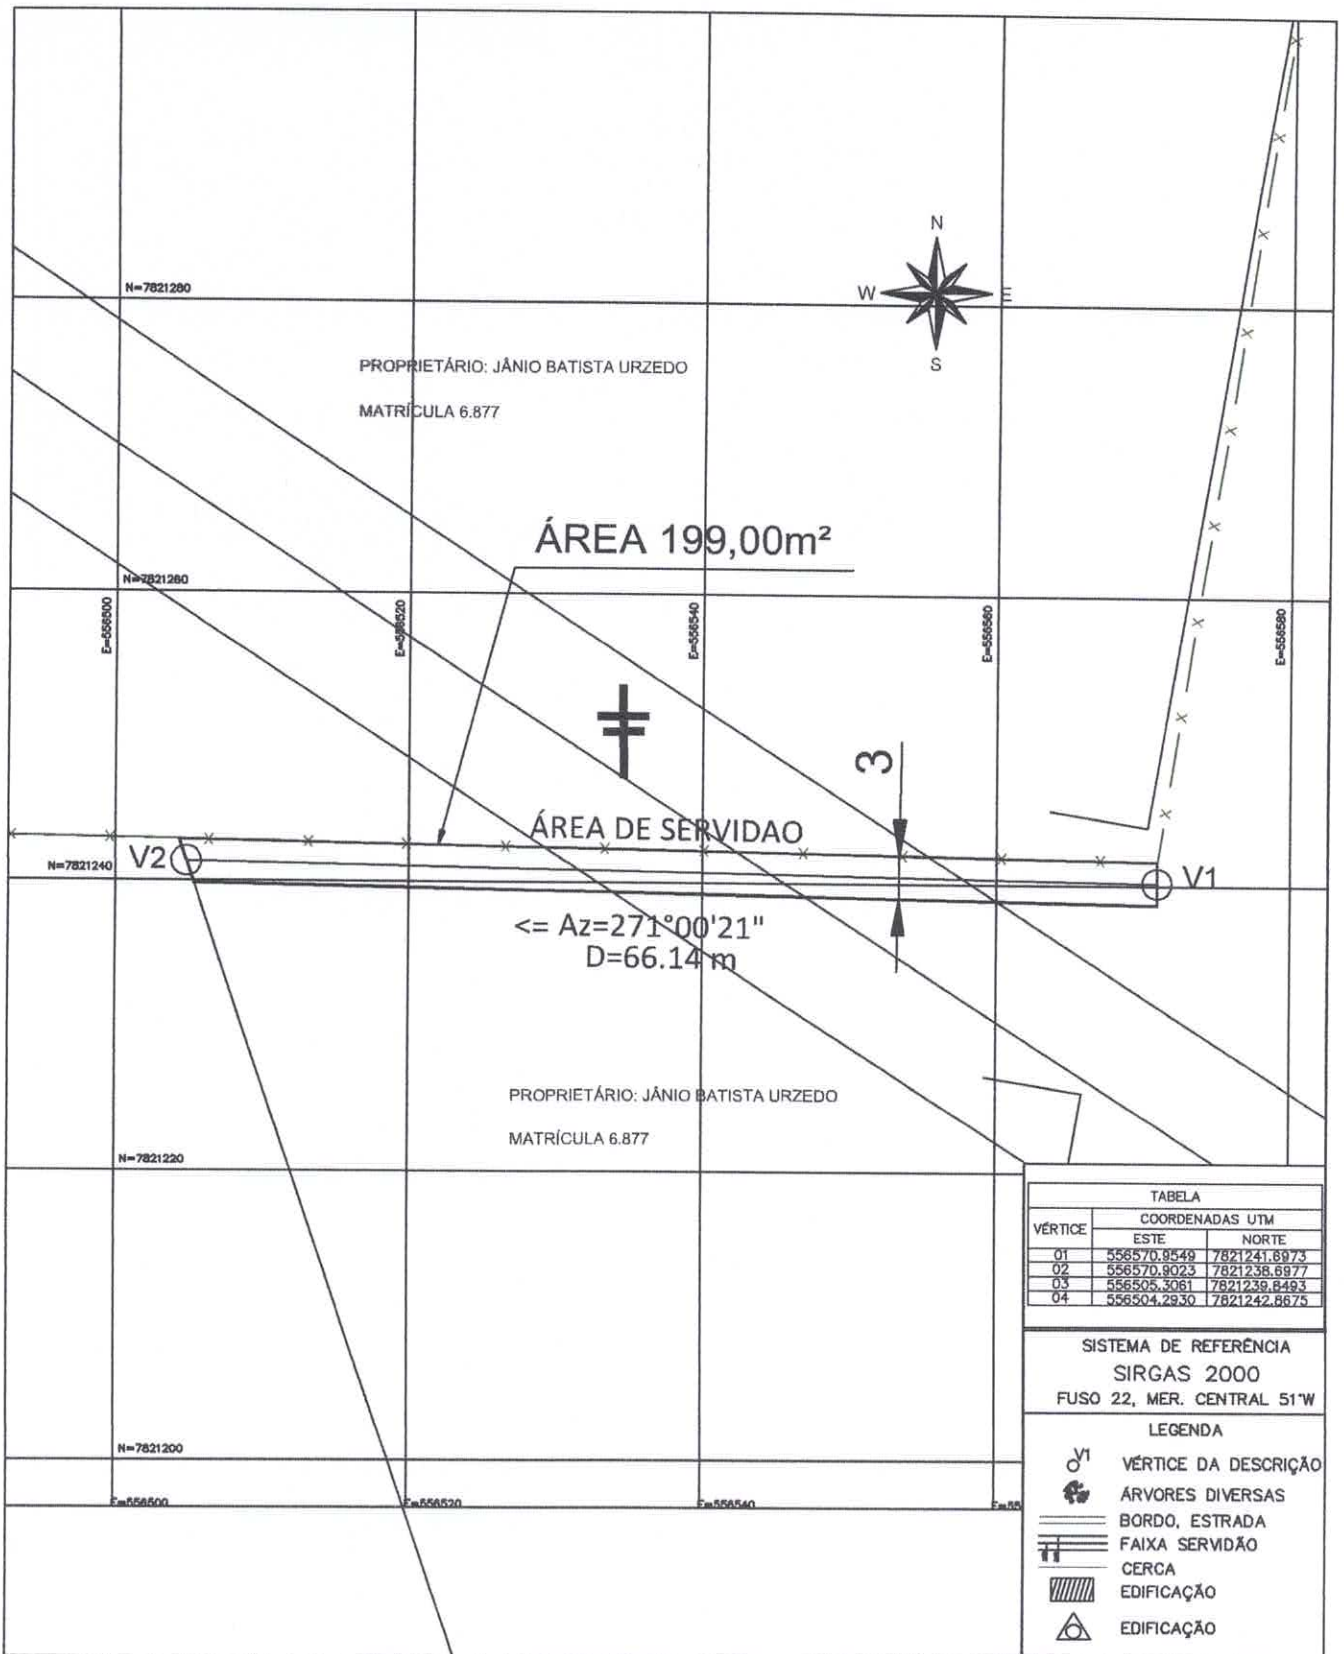 N
W
E
S
N=7821280
PROPRIETÁRIO: JÂNIO BATISTA URZEDO
MATRÍCULA 6.877
ÁREA 199,00m²
N=7821260
E=556500
E=556520
E=556540
E=556560
E=556580
3
ÁREA DE SERVIDAO
N=7821240
V2
V1
<= Az=271°00'21"
D=66.14 m
PROPRIETÁRIO: JÂNIO BATISTA URZEDO
MATRÍCULA 6.877
N=7821220
TABELA
VÉRTICE
COORDENADAS UTM
ESTE NORTE
01 556570.9549 7821241.6973
02 556570.9023 7821238.6977
03 556505.3061 7821239.8493
04 556504.2930 7821242.8675
SISTEMA DE REFERÊNCIA
SIRGAS 2000
FUSO 22, MER. CENTRAL 51°W
LEGENDA
V1 VÉRTICE DA DESCRIÇÃO
ÁRVORES DIVERSAS
BORDO, ESTRADA
FAIXA SERVIDÃO
CERCA
EDIFICAÇÃO
EDIFICAÇÃO
N=7821200
E=556500
E=556520
E=556540
E=55